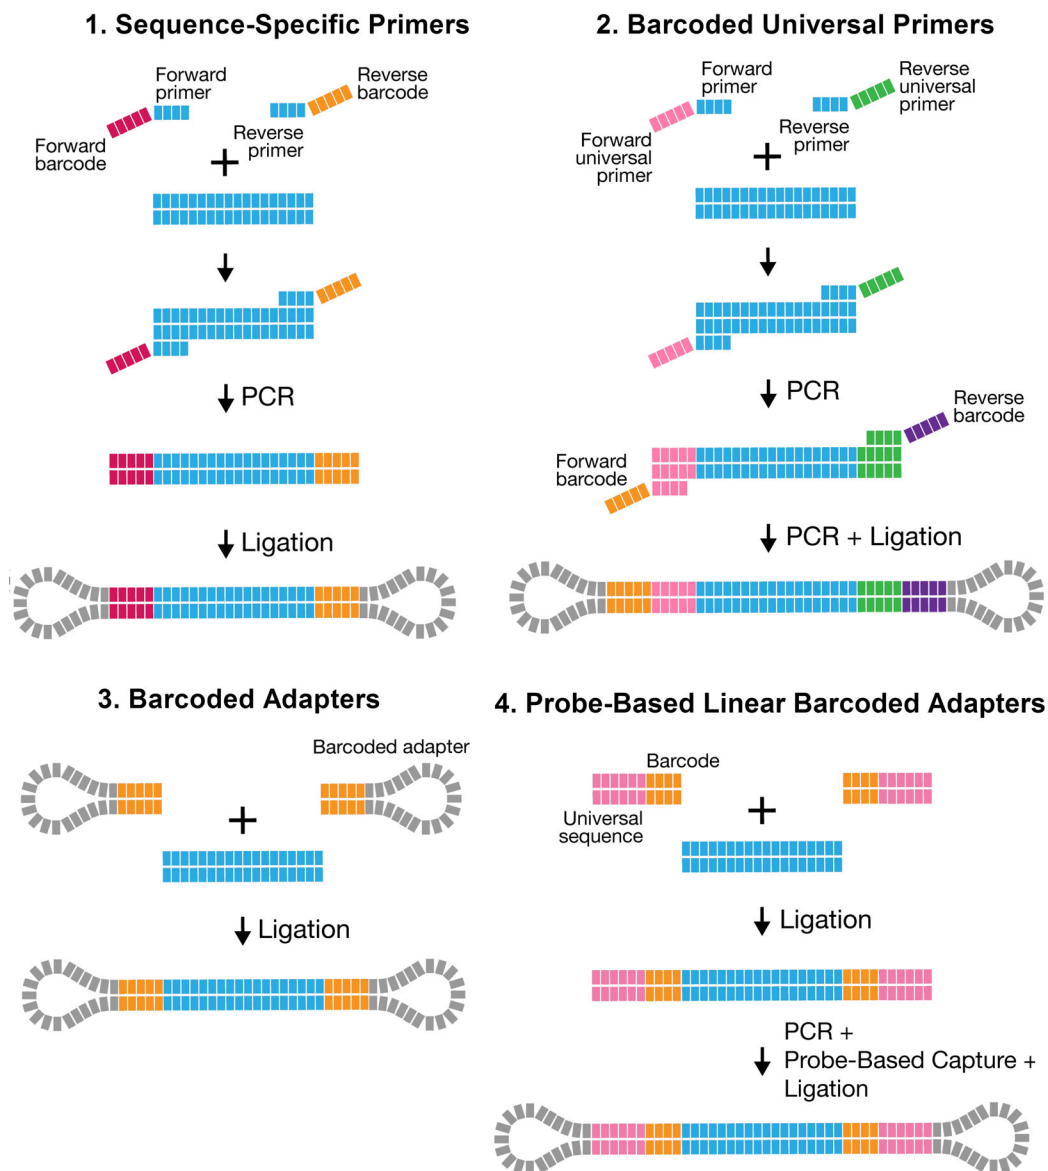 1. Sequence-Specific Primers
Forward
primer
Reverse
barcode
Forward
barcode
Reverse
primer
PCR
Ligation
2. Barcoded Universal Primers
Forward
primer
Reverse
universal
primer
Forward
universal
primer
Reverse
primer
PCR
Reverse
barcode
Forward
barcode
PCR + Ligation
3. Barcoded Adapters
Barcoded adapter
Ligation
4. Probe-Based Linear Barcoded Adapters
Barcode
Universal
sequence
Ligation
PCR +
Probe-Based Capture +
Ligation